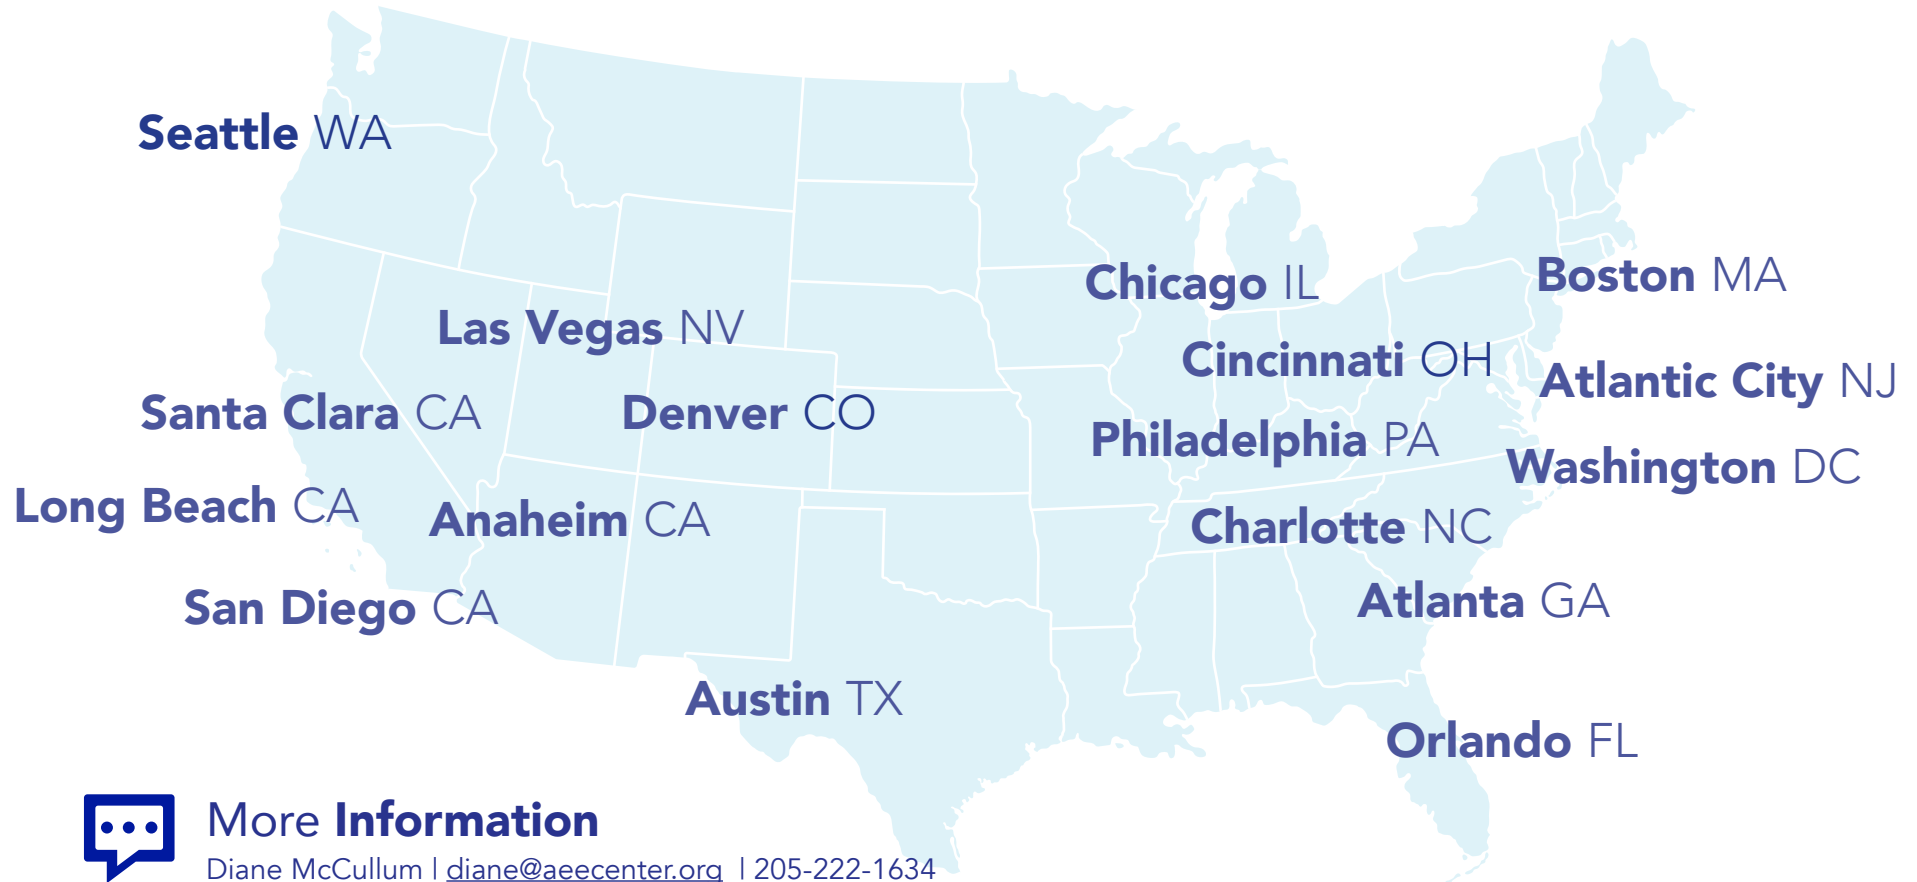 Seattle WA
Chicago IL
Boston MA
Las Vegas NV
Cincinnati OH
Atlantic City NJ
Santa Clara CA
Denver CO
Philadelphia PA
Washington DC
Long Beach CA
Anaheim CA
Charlotte NC
San Diego CA
Atlanta GA
Austin TX
Orlando FL
More Information
Diane McCullum | diane@aeecenter.org | 205-222-1634